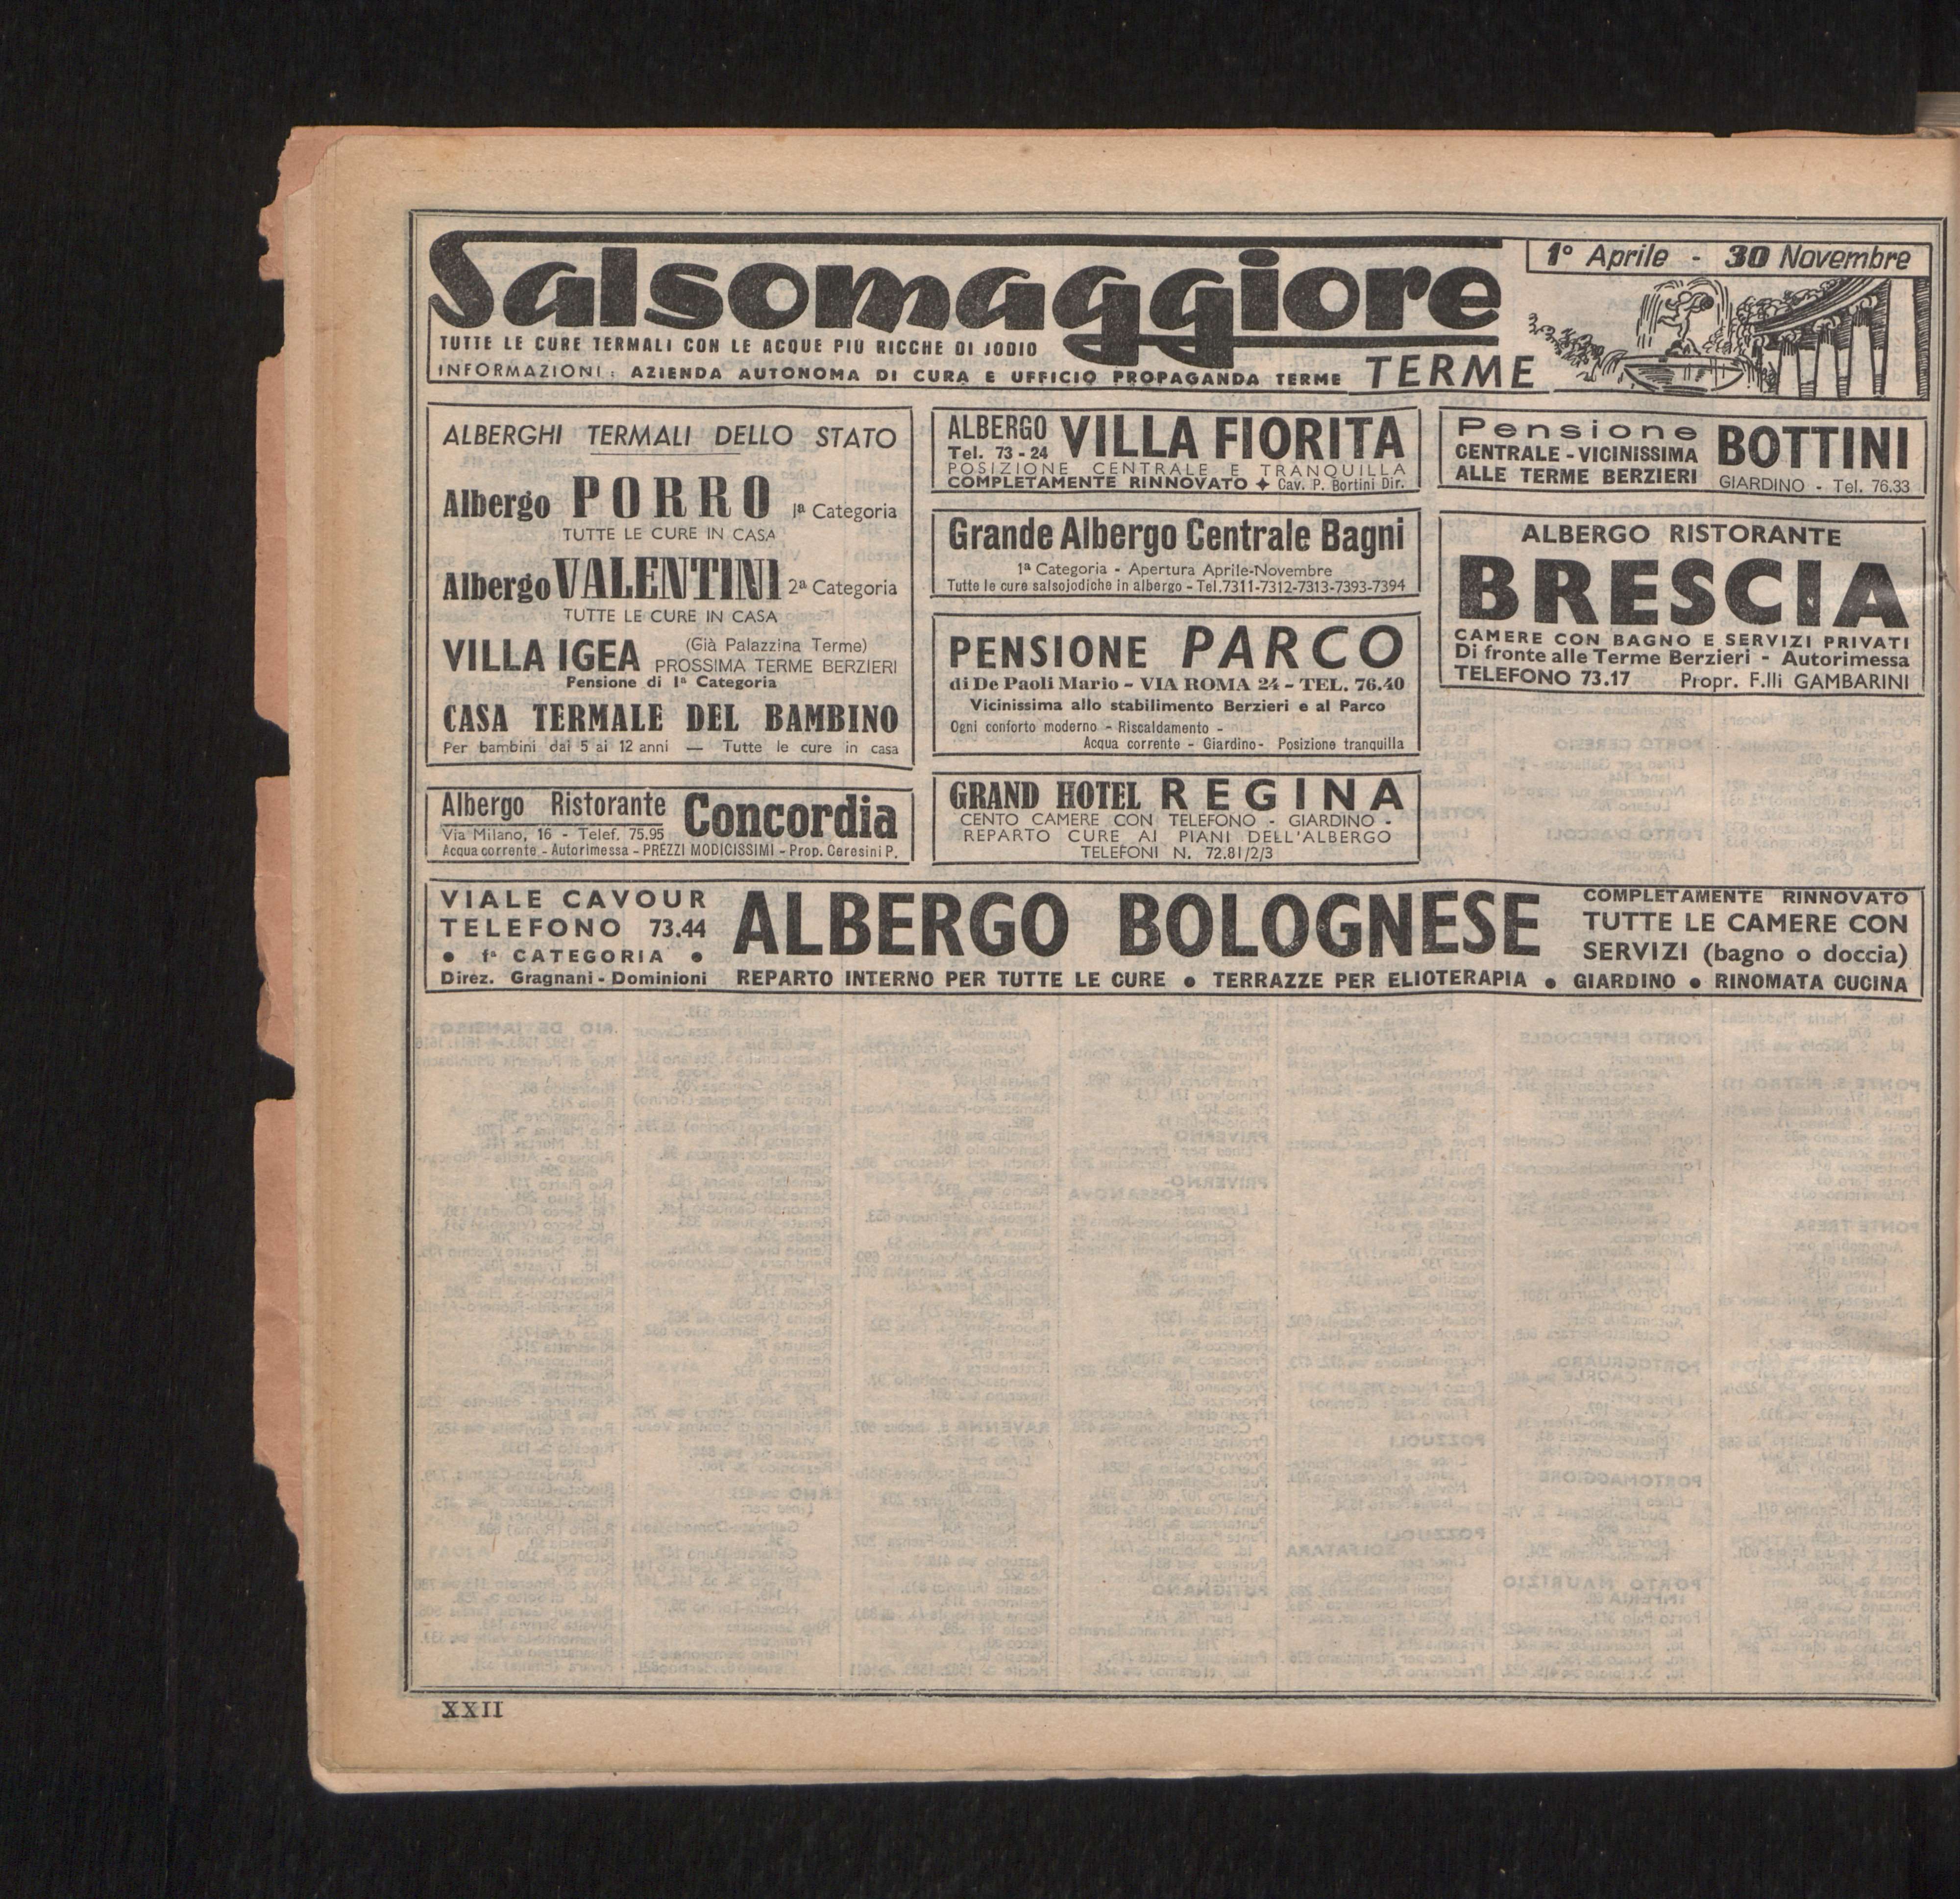 Salsomaggiore
TERME
1º Aprile - 30 Novembre
TUTTE LE CURE TERMALI CON LE ACQUE PIU RICCHE DI JODIO
INFORMAZIONI: AZIENDA AUTONOMA DI CURA E UFFICIO PROPAGANDA TERME
ALBERGHI TERMALI DELLO STATO
Albergo PORRO 1ª Categoria
TUTTE LE CURE IN CASA
Albergo VALENTINI 2ª Categoria
TUTTE LE CURE IN CASA
VILLA IGEA (Già Palazzina Terme)
PROSSIMA TERME BERZIERI
Pensione di 1ª Categoria
CASA TERMALE DEL BAMBINO
Per bambini dai 5 ai 12 anni — Tutte le cure in casa
Albergo Ristorante Concordia
Via Milano, 16 - Telef. 75.95
Acqua corrente - Autorimessa - PREZZI MODICISSIMI - Prop. Ceresini P.
ALBERGO VILLA FIORITA
Tel. 73-24
POSIZIONE CENTRALE E TRANQUILLA
COMPLETAMENTE RINNOVATO ✦ Cav. P. Bortini Dir.
Grande Albergo Centrale Bagni
1ª Categoria - Apertura Aprile-Novembre
Tutte le cure salsojodiche in albergo - Tel. 7311-7312-7313-7393-7394
PENSIONE PARCO
di De Paoli Mario - VIA ROMA 24 - TEL. 76.40
Vicinissima allo stabilimento Berzieri e al Parco
Ogni conforto moderno - Riscaldamento -
Acqua corrente - Giardino - Posizione tranquilla
GRAND HOTEL REGINA
CENTO CAMERE CON TELEFONO - GIARDINO -
REPARTO CURE AI PIANI DELL'ALBERGO
TELEFONI N. 72.81/2/3
Pensione BOTTINI
CENTRALE - VICINISSIMA
ALLE TERME BERZIERI
GIARDINO - Tel. 76.33
ALBERGO RISTORANTE
BRESCIA
CAMERE CON BAGNO E SERVIZI PRIVATI
Di fronte alle Terme Berzieri - Autorimessa
TELEFONO 73.17 Propr. F.lli GAMBARINI
VIALE CAVOUR
TELEFONO 73.44
● 1ª CATEGORIA ●
Direz. Gragnani - Dominioni
ALBERGO BOLOGNESE
COMPLETAMENTE RINNOVATO
TUTTE LE CAMERE CON
SERVIZI (bagno o doccia)
REPARTO INTERNO PER TUTTE LE CURE ● TERRAZZE PER ELIOTERAPIA ● GIARDINO ● RINOMATA CUCINA
XXII